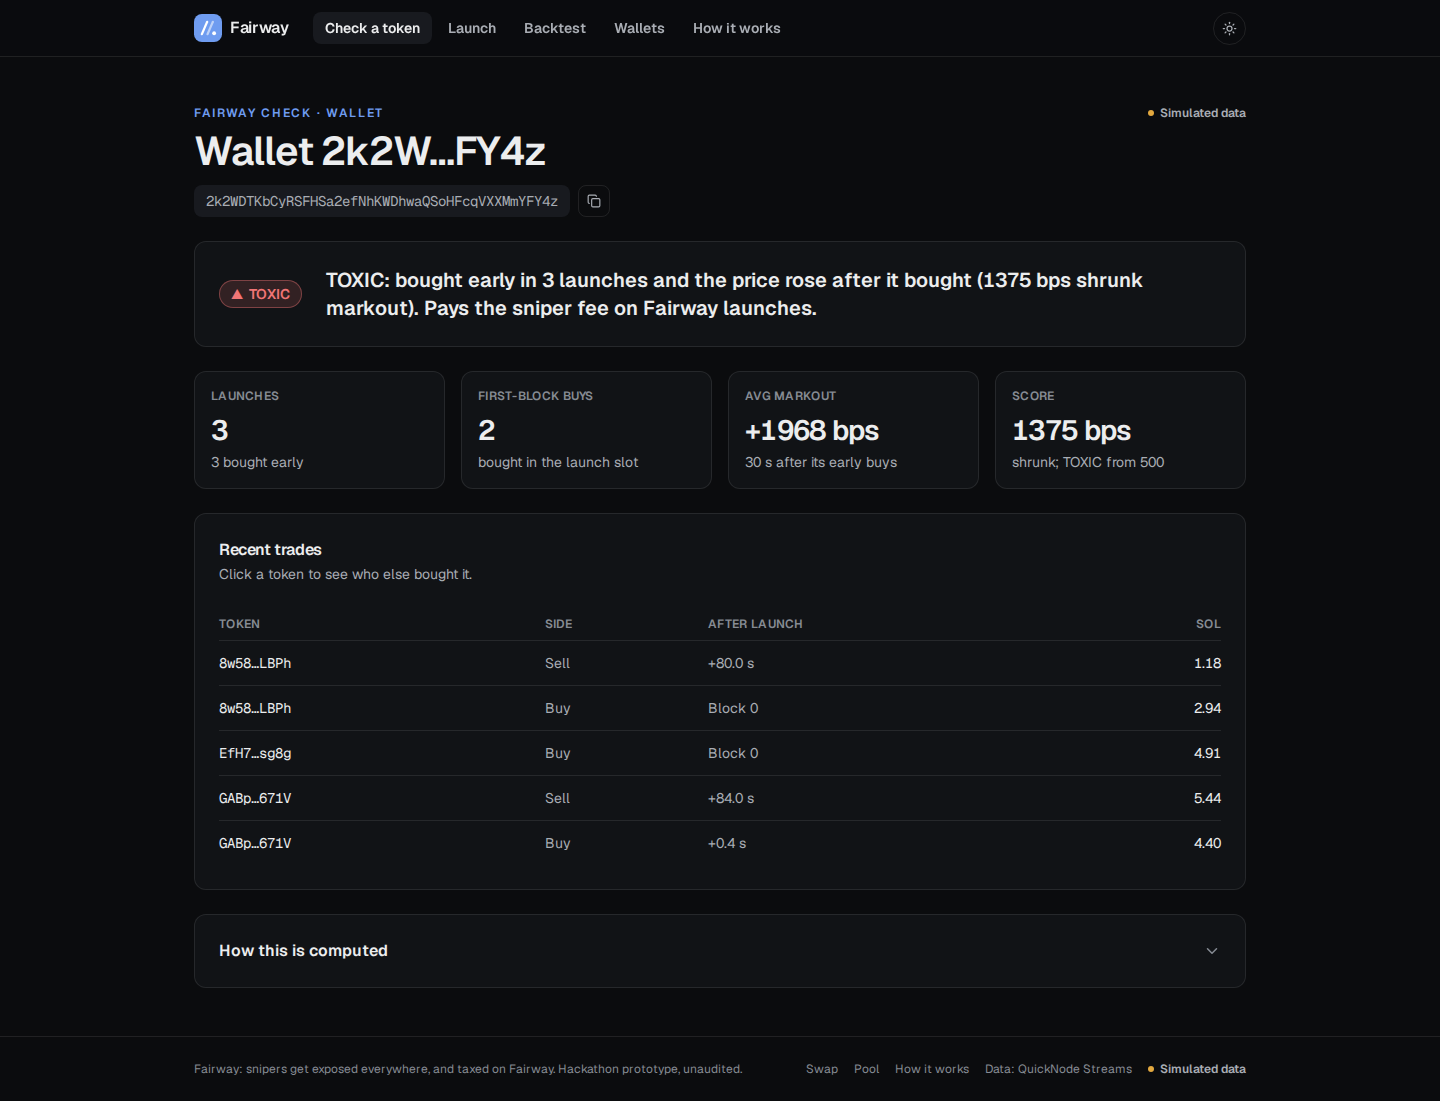 Fairway
Check a token
Launch
Backtest
Wallets
How it works
FAIRWAY CHECK · WALLET
Simulated data
Wallet 2k2W...FY4z
2k2WDTKbCyRSFHSa2efNhKWDhwaQSoHFcqVXXMmYFY4z
TOXIC
TOXIC: bought early in 3 launches and the price rose after it bought (1375 bps shrunk
markout). Pays the sniper fee on Fairway launches.
LAUNCHES
3
3 bought early
FIRST-BLOCK BUYS
2
bought in the launch slot
AVG MARKOUT
+1968 bps
30 s after its early buys
SCORE
1375 bps
shrunk; TOXIC from 500
Recent trades
Click a token to see who else bought it.
TOKEN SIDE AFTER LAUNCH SOL
8w58…LBPh Sell +80.0 s 1.18
8w58…LBPh Buy Block 0 2.94
EfH7…sg8g Buy Block 0 4.91
GABp…671V Sell +84.0 s 5.44
GABp…671V Buy +0.4 s 4.40
How this is computed
Fairway: snipers get exposed everywhere, and taxed on Fairway. Hackathon prototype, unaudited.
Swap
Pool
How it works
Data: QuickNode Streams
Simulated data